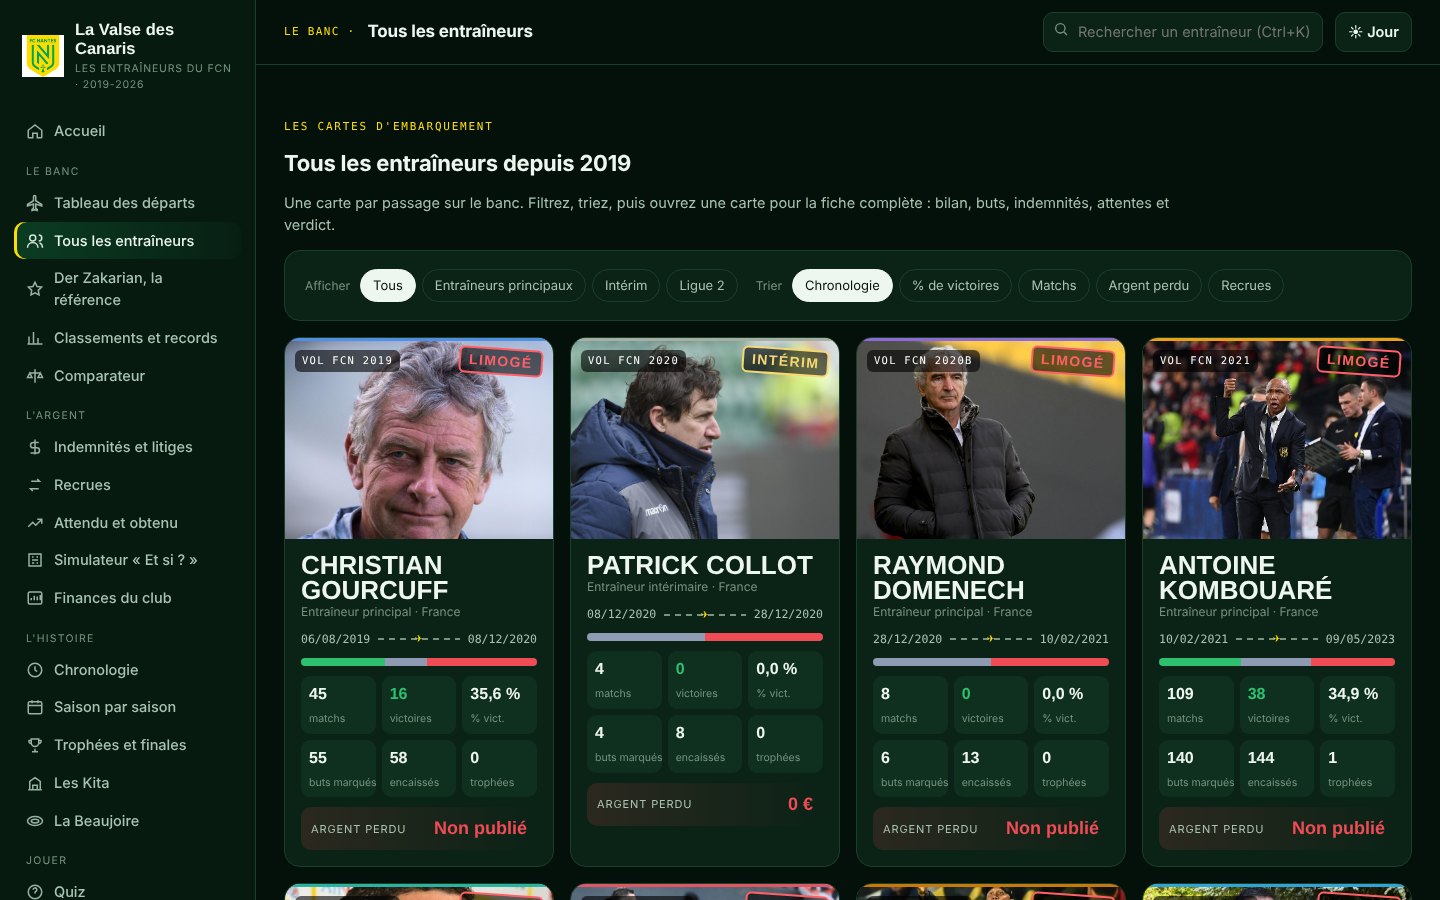 FC NANTES
La Valse des
Canaris
LES ENTRAÎNEURS DU FCN
· 2019-2026
Accueil
LE BANC
Tableau des départs
Tous les entraîneurs
Der Zakarian, la
référence
Classements et records
Comparateur
L'ARGENT
Indemnités et litiges
Recrues
Attendu et obtenu
Simulateur « Et si ? »
Finances du club
L'HISTOIRE
Chronologie
Saison par saison
Trophées et finales
Les Kita
La Beaujoire
JOUER
Quiz
LE BANC · Tous les entraîneurs
Rechercher un entraîneur (Ctrl+K)
☀ Jour
LES CARTES D'EMBARQUEMENT
Tous les entraîneurs depuis 2019
Une carte par passage sur le banc. Filtrez, triez, puis ouvrez une carte pour la fiche complète : bilan, buts, indemnités, attentes et
verdict.
Afficher Tous Entraîneurs principaux Intérim Ligue 2 Trier Chronologie % de victoires Matchs Argent perdu Recrues
VOL FCN 2019 LIMOGÉ
CHRISTIAN
GOURCUFF
Entraîneur principal · France
06/08/2019 08/12/2020
45 16 35,6 %
matchs victoires % vict.
55 58 0
buts marqués encaissés trophées
ARGENT PERDU Non publié
VOL FCN 2020 INTÉRIM
macron
PATRICK COLLOT
Entraîneur intérimaire · France
08/12/2020 28/12/2020
4 0 0,0 %
matchs victoires % vict.
4 8 0
buts marqués encaissés trophées
ARGENT PERDU 0 €
VOL FCN 2020B LIMOGÉ
RAYMOND
DOMENECH
Entraîneur principal · France
28/12/2020 10/02/2021
8 0 0,0 %
matchs victoires % vict.
6 13 0
buts marqués encaissés trophées
ARGENT PERDU Non publié
VOL FCN 2021 LIMOGÉ
ANTOINE
KOMBOUARÉ
Entraîneur principal · France
10/02/2021 09/05/2023
109 38 34,9 %
matchs victoires % vict.
140 144 1
buts marqués encaissés trophées
ARGENT PERDU Non publié